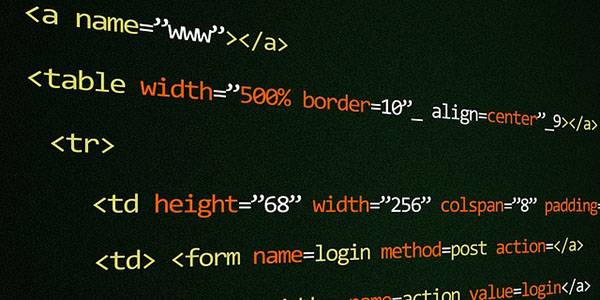 <a name=”www”></a>
<table width=”500% border=10”_ align=center”_9></a>
<tr>
<td height=”68” width=”256” colspan=”8” padding=
<td> <form name=login method=post action=</a>
name=action value=login</a>